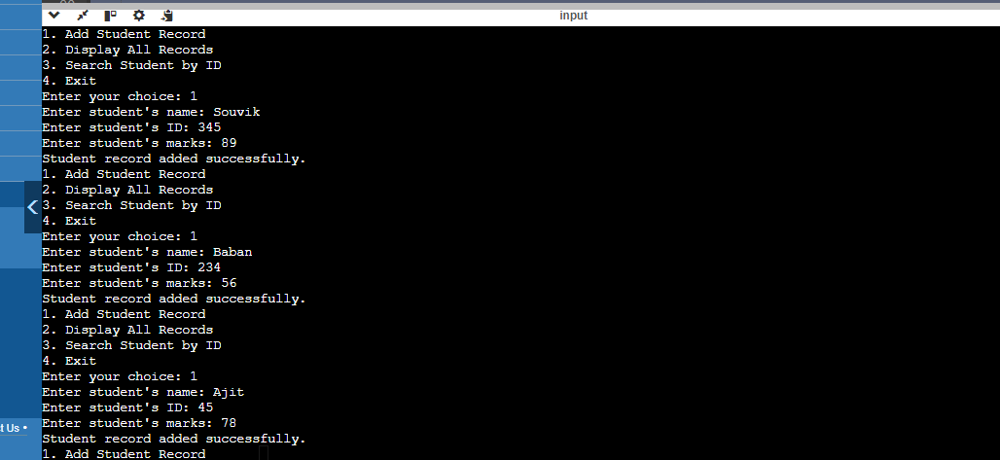 input
1. Add Student Record
2. Display All Records
3. Search Student by ID
4. Exit
Enter your choice: 1
Enter student's name: Souvik
Enter student's ID: 345
Enter student's marks: 89
Student record added successfully.
1. Add Student Record
2. Display All Records
3. Search Student by ID
4. Exit
Enter your choice: 1
Enter student's name: Baban
Enter student's ID: 234
Enter student's marks: 56
Student record added successfully.
1. Add Student Record
2. Display All Records
3. Search Student by ID
4. Exit
Enter your choice: 1
Enter student's name: Ajit
Enter student's ID: 45
t Us •
Enter student's marks: 78
Student record added successfully.
1. Add Student Record